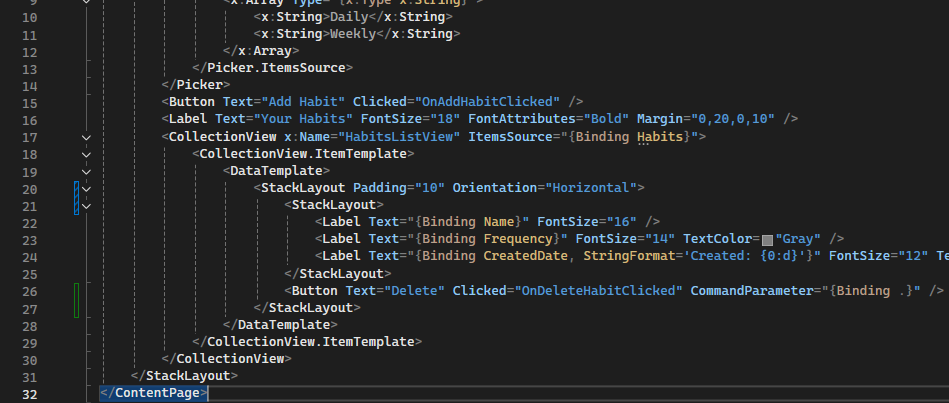 9 <x:Array Type="{x:Type x:String}">
10 <x:String>Daily</x:String>
11 <x:String>Weekly</x:String>
12 </x:Array>
13 </Picker.ItemsSource>
14 </Picker>
15 <Button Text="Add Habit" Clicked="OnAddHabitClicked" />
16 <Label Text="Your Habits" FontSize="18" FontAttributes="Bold" Margin="0,20,0,10" />
17 <CollectionView x:Name="HabitsListView" ItemsSource="{Binding Habits}">
18 <CollectionView.ItemTemplate>
19 <DataTemplate>
20 <StackLayout Padding="10" Orientation="Horizontal">
21 <StackLayout>
22 <Label Text="{Binding Name}" FontSize="16" />
23 <Label Text="{Binding Frequency}" FontSize="14" TextColor="Gray" />
24 <Label Text="{Binding CreatedDate, StringFormat='Created: {0:d}'}" FontSize="12" Te
25 </StackLayout>
26 <Button Text="Delete" Clicked="OnDeleteHabitClicked" CommandParameter="{Binding .}" />
27 </StackLayout>
28 </DataTemplate>
29 </CollectionView.ItemTemplate>
30 </CollectionView>
31 </StackLayout>
32 </ContentPage>